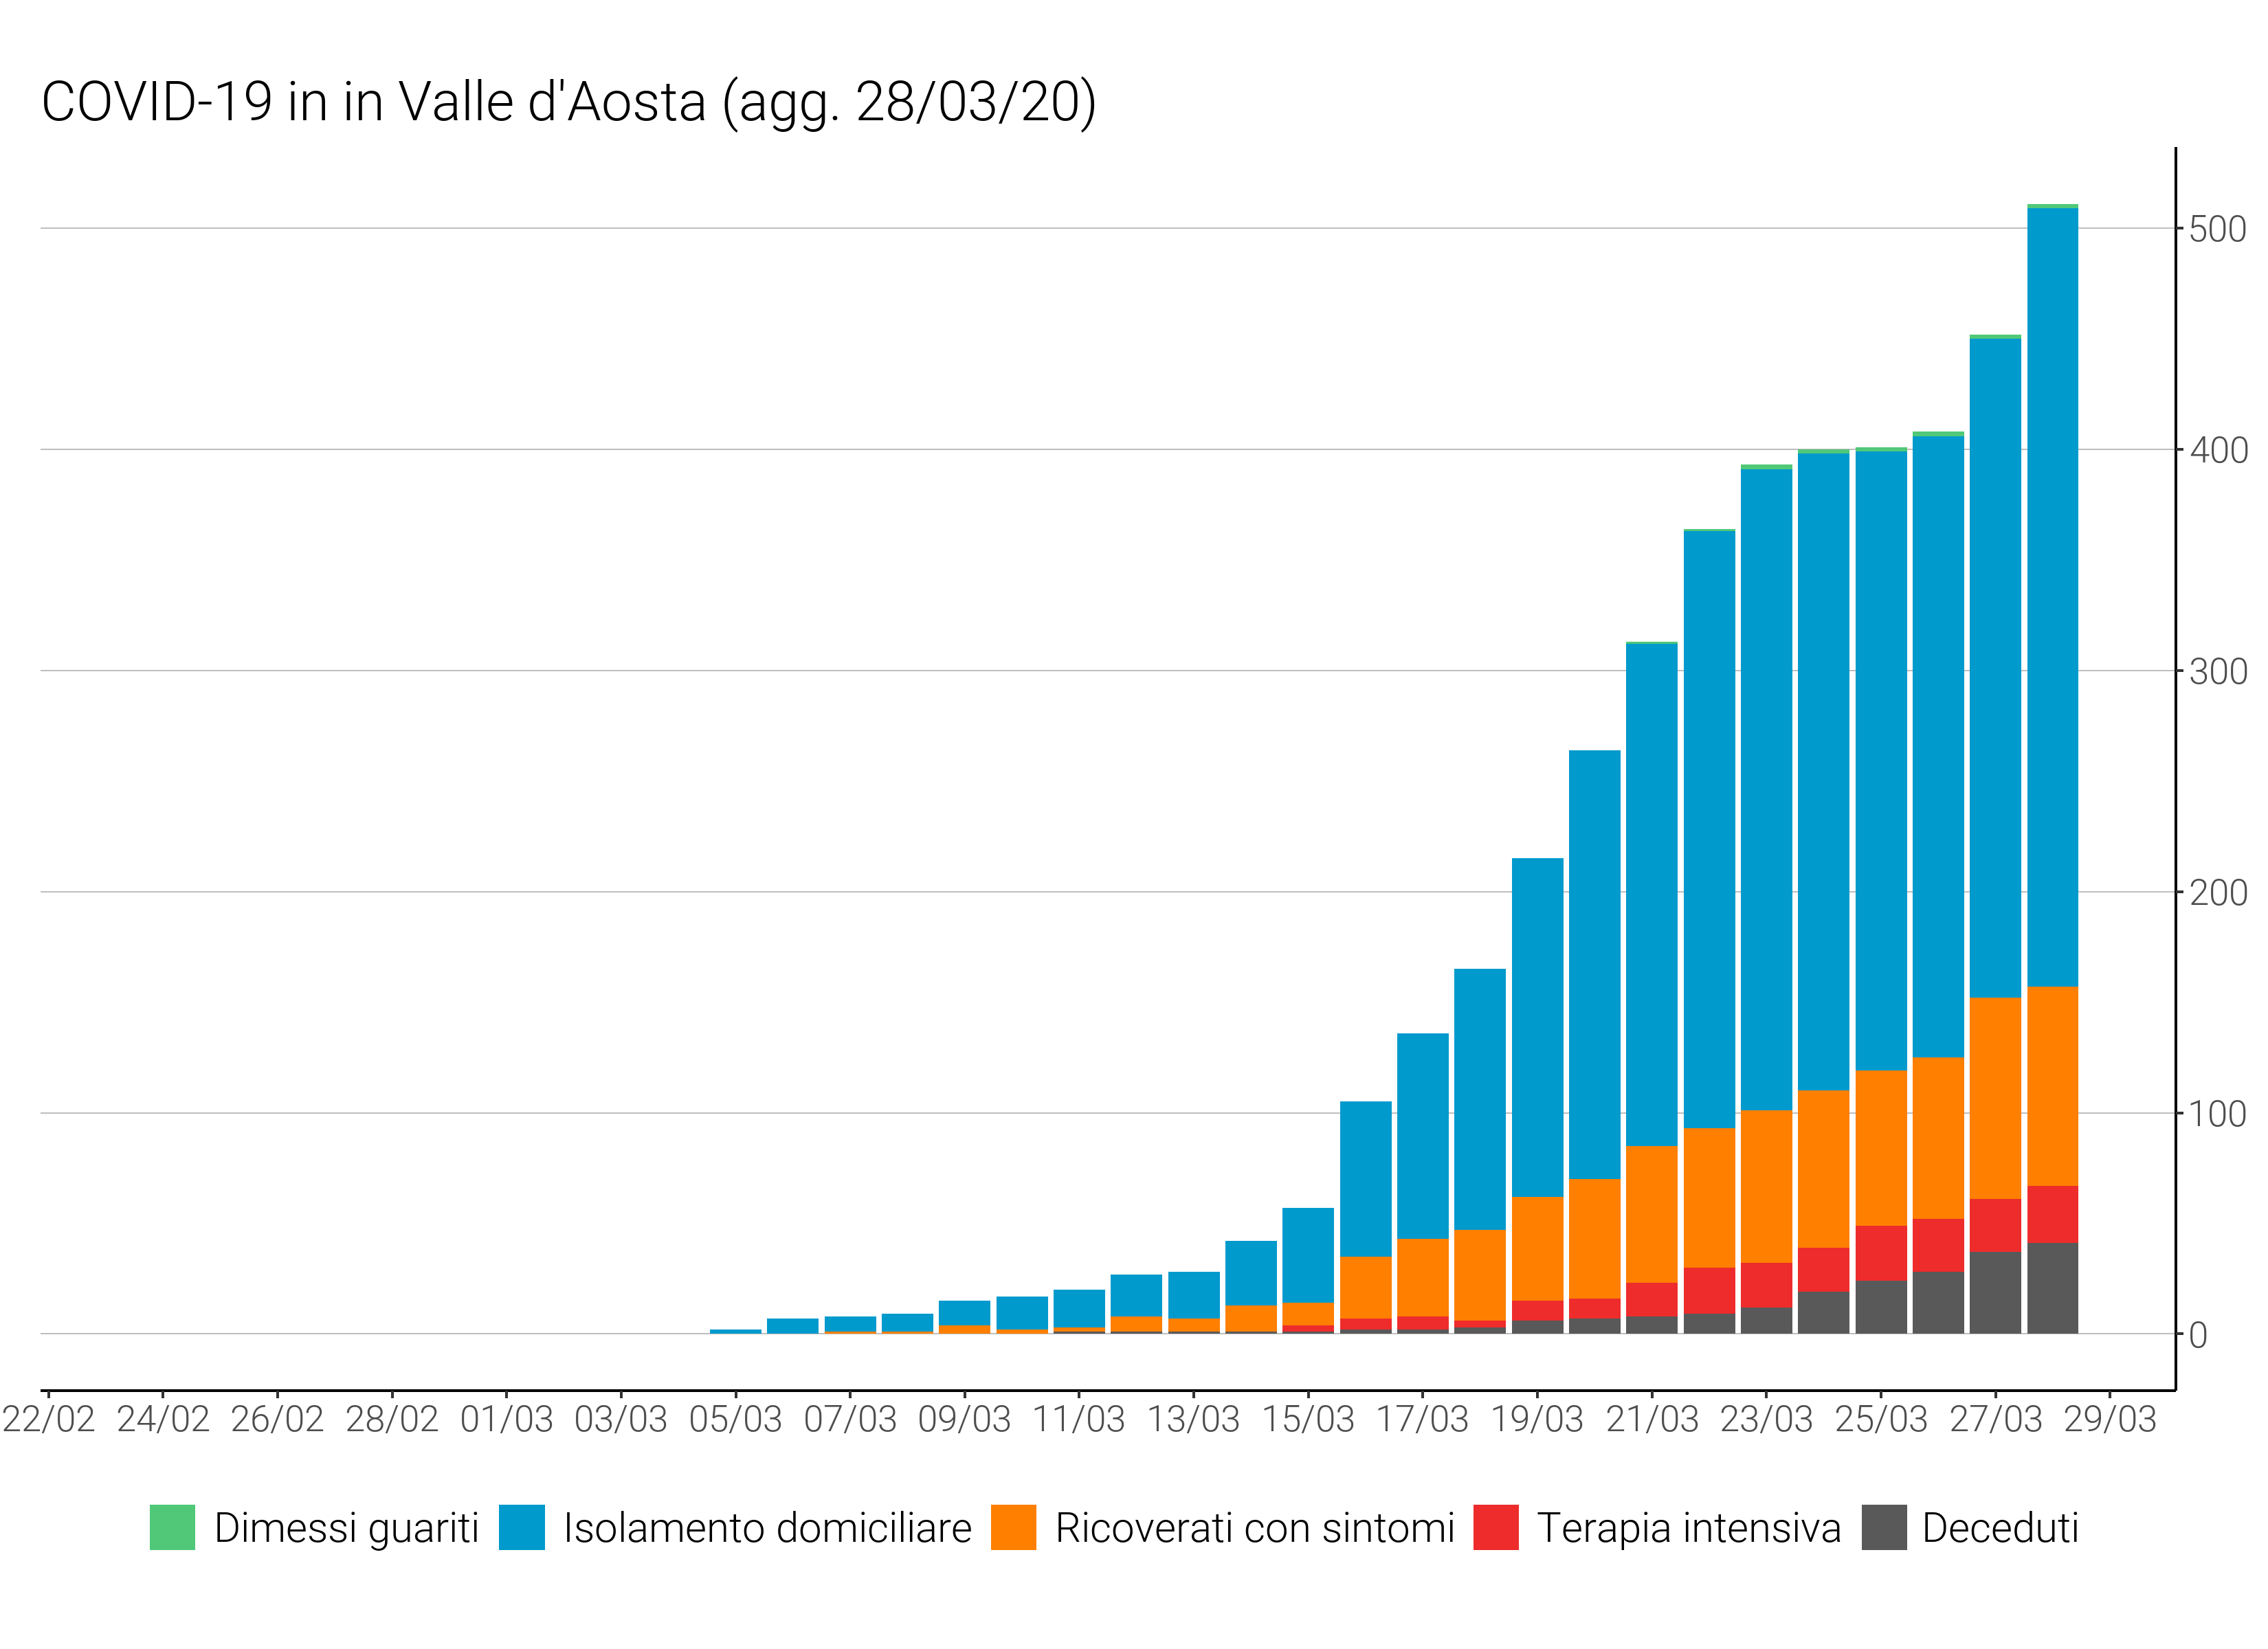 COVID-19 in in Valle d'Aosta (agg. 28/03/20)
500
400
300
200
100
0
22/02 24/02 26/02 28/02 01/03 03/03 05/03 07/03 09/03 11/03 13/03 15/03 17/03 19/03 21/03 23/03 25/03 27/03 29/03
Dimessi guariti Isolamento domiciliare Ricoverati con sintomi Terapia intensiva Deceduti